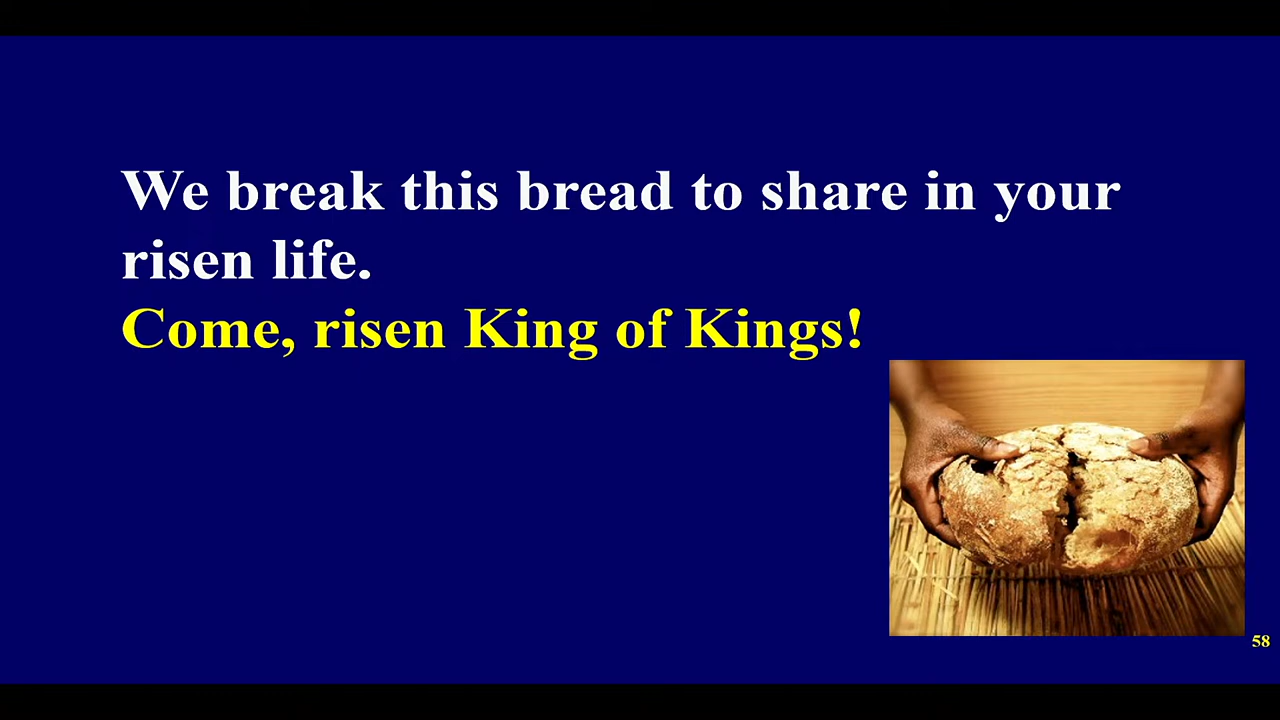 We break this bread to share in your
risen life.
Come, risen King of Kings!
58